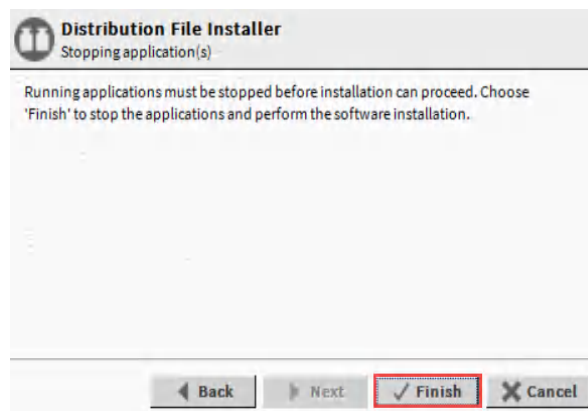 Distribution File Installer
Stopping application(s)
Running applications must be stopped before installation can proceed. Choose
'Finish' to stop the applications and perform the software installation.
Back Next Finish Cancel